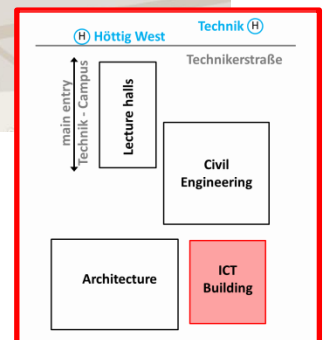 Technik H
H Höttig West
Technikerstraße
main entry
Technik - Campus
Lecture halls
Civil
Engineering
Architecture
ICT
Building